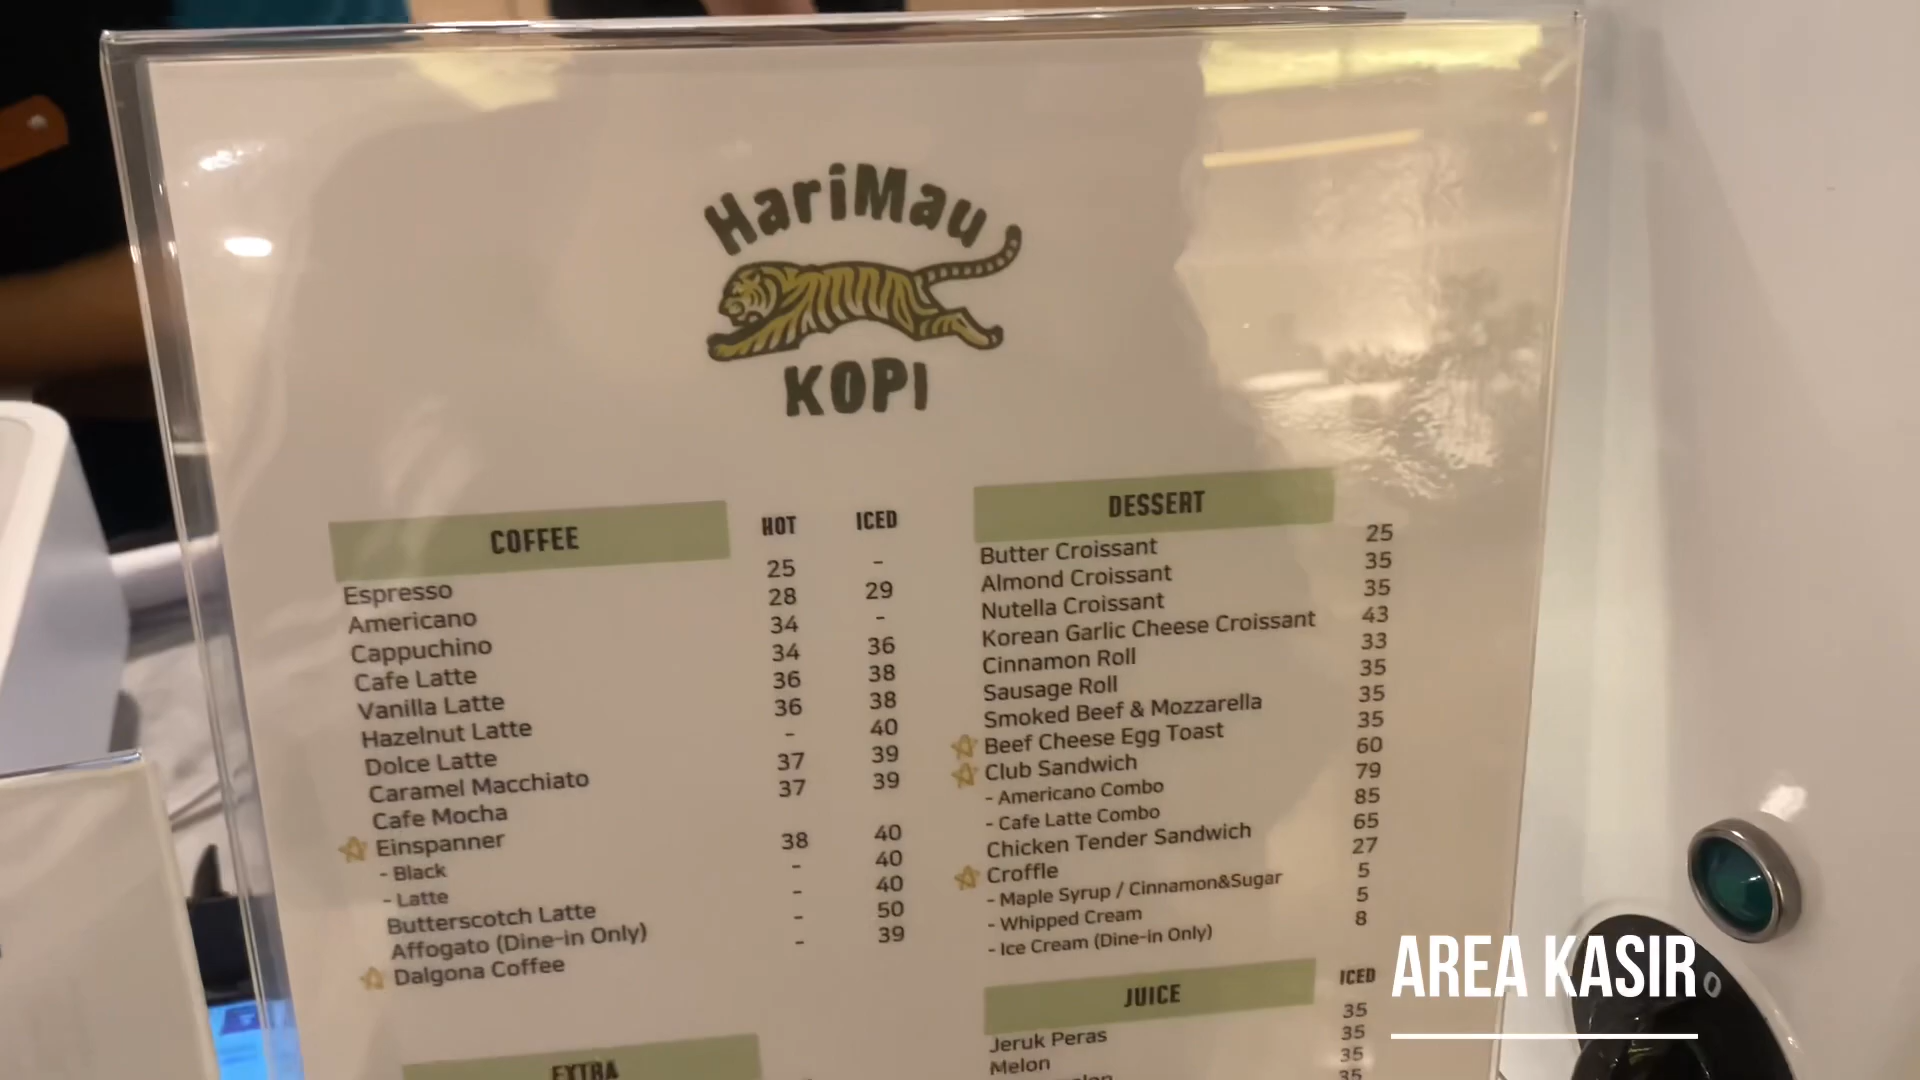 HariMau
KOPI
COFFEE HOT ICED
Espresso 25 -
Americano 28 29
Cappuchino 34 -
Cafe Latte 34 36
Vanilla Latte 36 38
Hazelnut Latte 36 38
Dolce Latte - 40
Caramel Macchiato 37 39
Cafe Mocha 37 39
Einspanner
- Black 38 40
- Latte - 40
Butterscotch Latte - 40
Affogato (Dine-in Only) - 50
Dalgona Coffee - 39
EXTRA
DESSERT
Butter Croissant 25
Almond Croissant 35
Nutella Croissant 35
Korean Garlic Cheese Croissant 43
Cinnamon Roll 33
Sausage Roll 35
Smoked Beef & Mozzarella 35
Beef Cheese Egg Toast 35
Club Sandwich 60
- Americano Combo 79
- Cafe Latte Combo 85
Chicken Tender Sandwich 65
Croffle 27
- Maple Syrup / Cinnamon&Sugar 5
- Whipped Cream 5
- Ice Cream (Dine-in Only) 8
JUICE ICED
Jeruk Peras 35
Melon 35
35
35
AREA KASIR